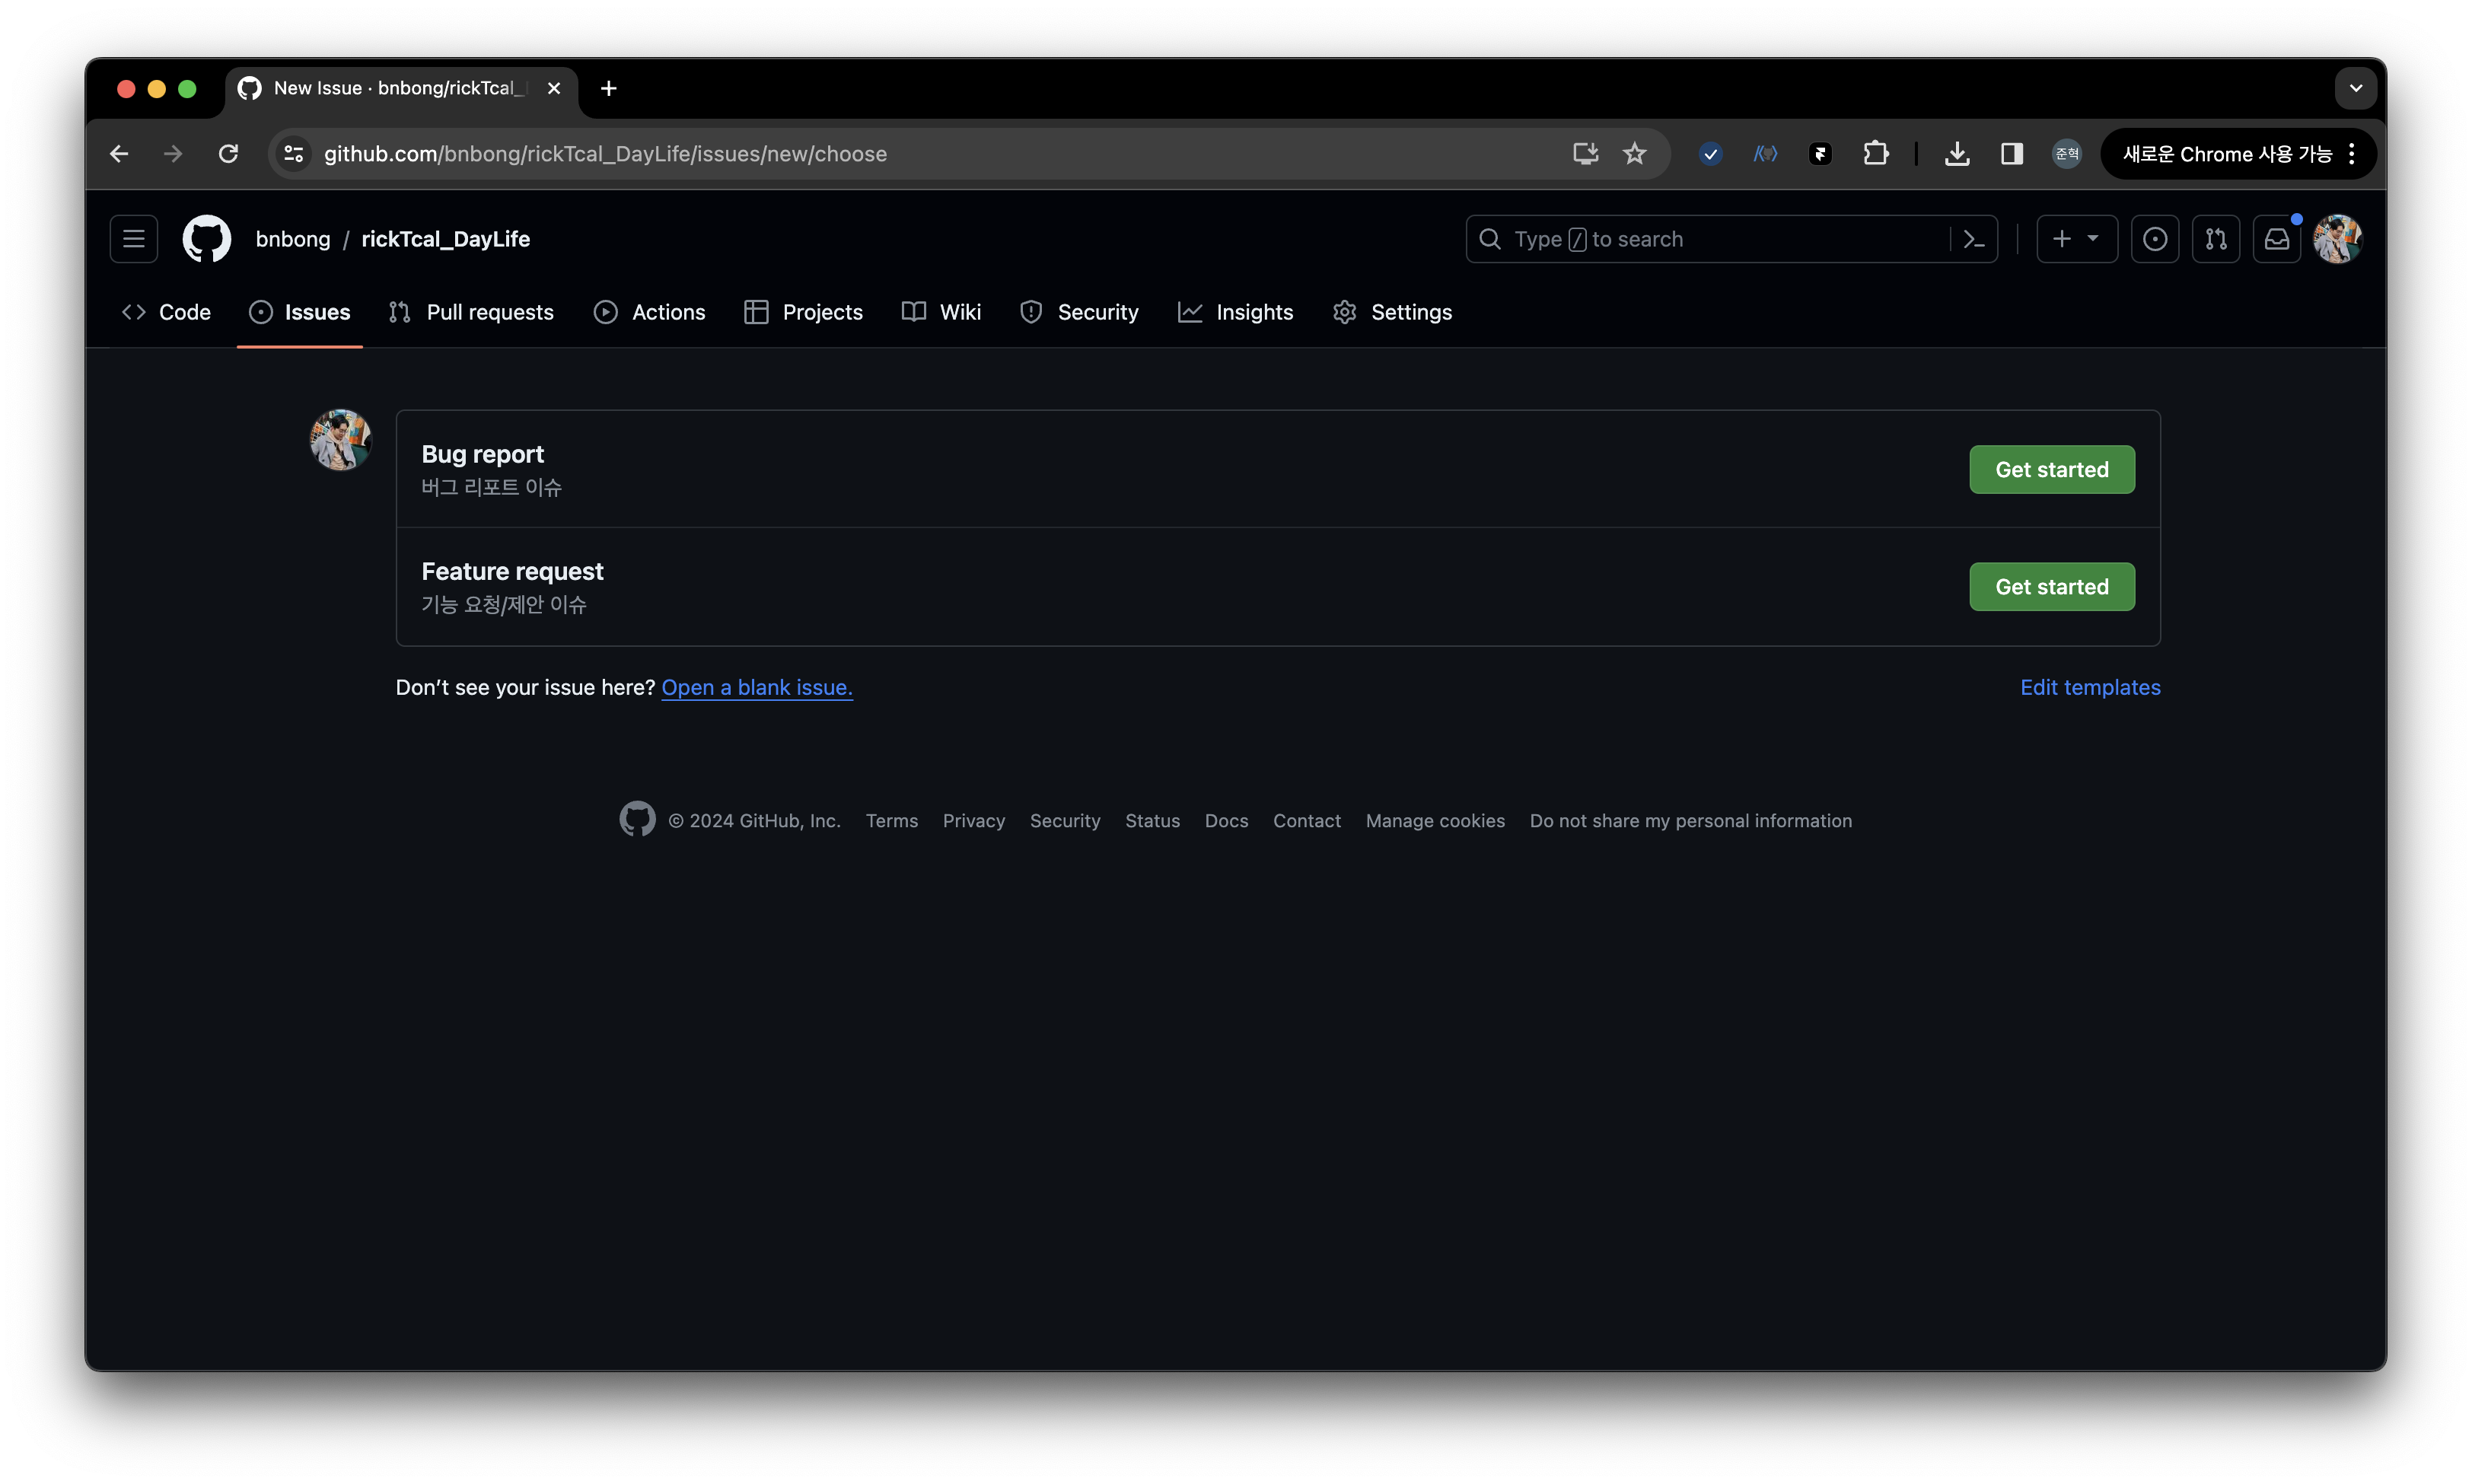 New Issue · bnbong/rickTcal_
github.com/bnbong/rickTcal_DayLife/issues/new/choose
준혁
새로운 Chrome 사용 가능
bnbong / rickTcal_DayLife
Type / to search
Code Issues Pull requests Actions Projects Wiki Security Insights Settings
Bug report
버그 리포트 이슈
Get started
Feature request
기능 요청/제안 이슈
Get started
Don’t see your issue here? Open a blank issue.
Edit templates
© 2024 GitHub, Inc. Terms Privacy Security Status Docs Contact Manage cookies Do not share my personal information